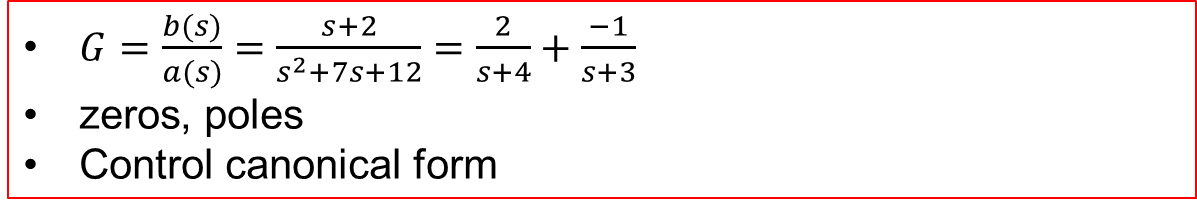 • G = b(s)/a(s) = s+2/s²+7s+12 = 2/s+4 + −1/s+3
• zeros, poles
• Control canonical form